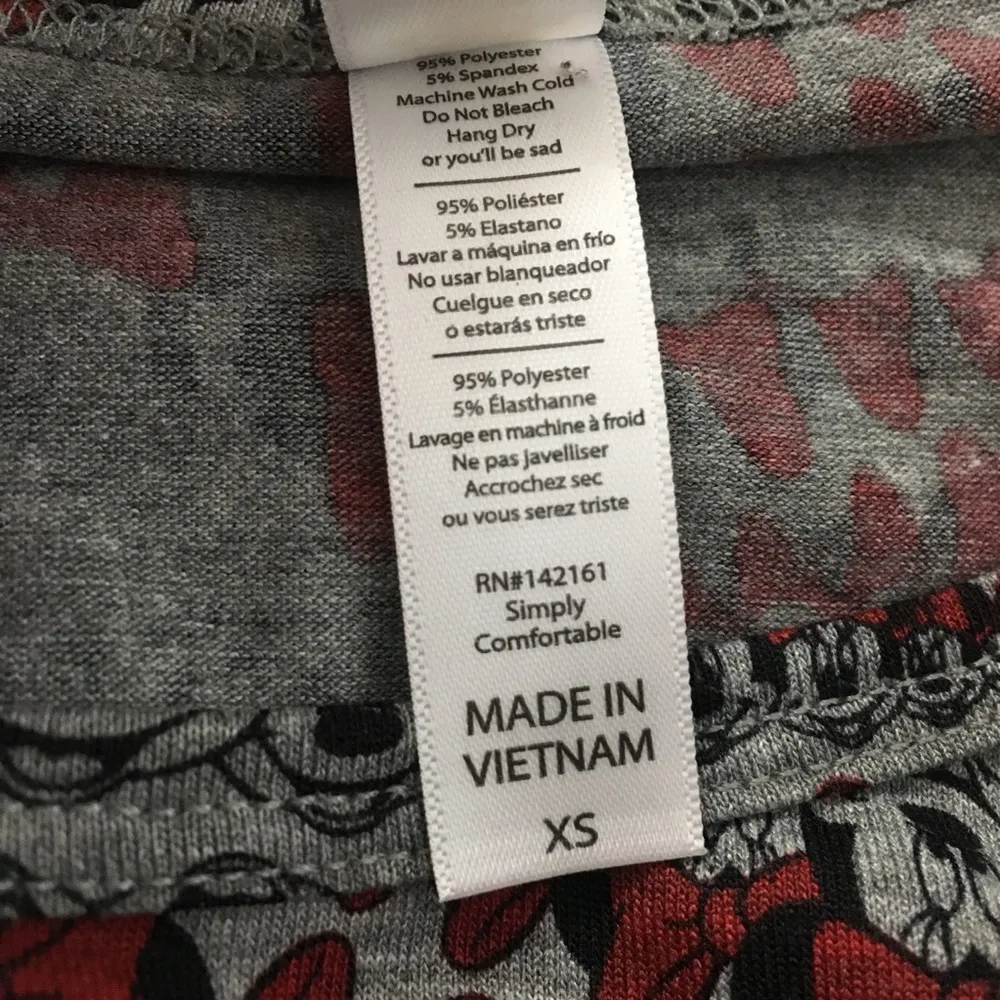 95% Polyester
5% Spandex
Machine Wash Cold
Do Not Bleach
Hang Dry
or you'll be sad
95% Poliéster
5% Elastano
Lavar a máquina en frío
No usar blanqueador
Cuelgue en seco
o estarás triste
95% Polyester
5% Élasthanne
Lavage en machine à froid
Ne pas Javelliser
Accrochez sec
ou vous serez triste
RN#142161
Simply
Comfortable
MADE IN
VIETNAM
XS